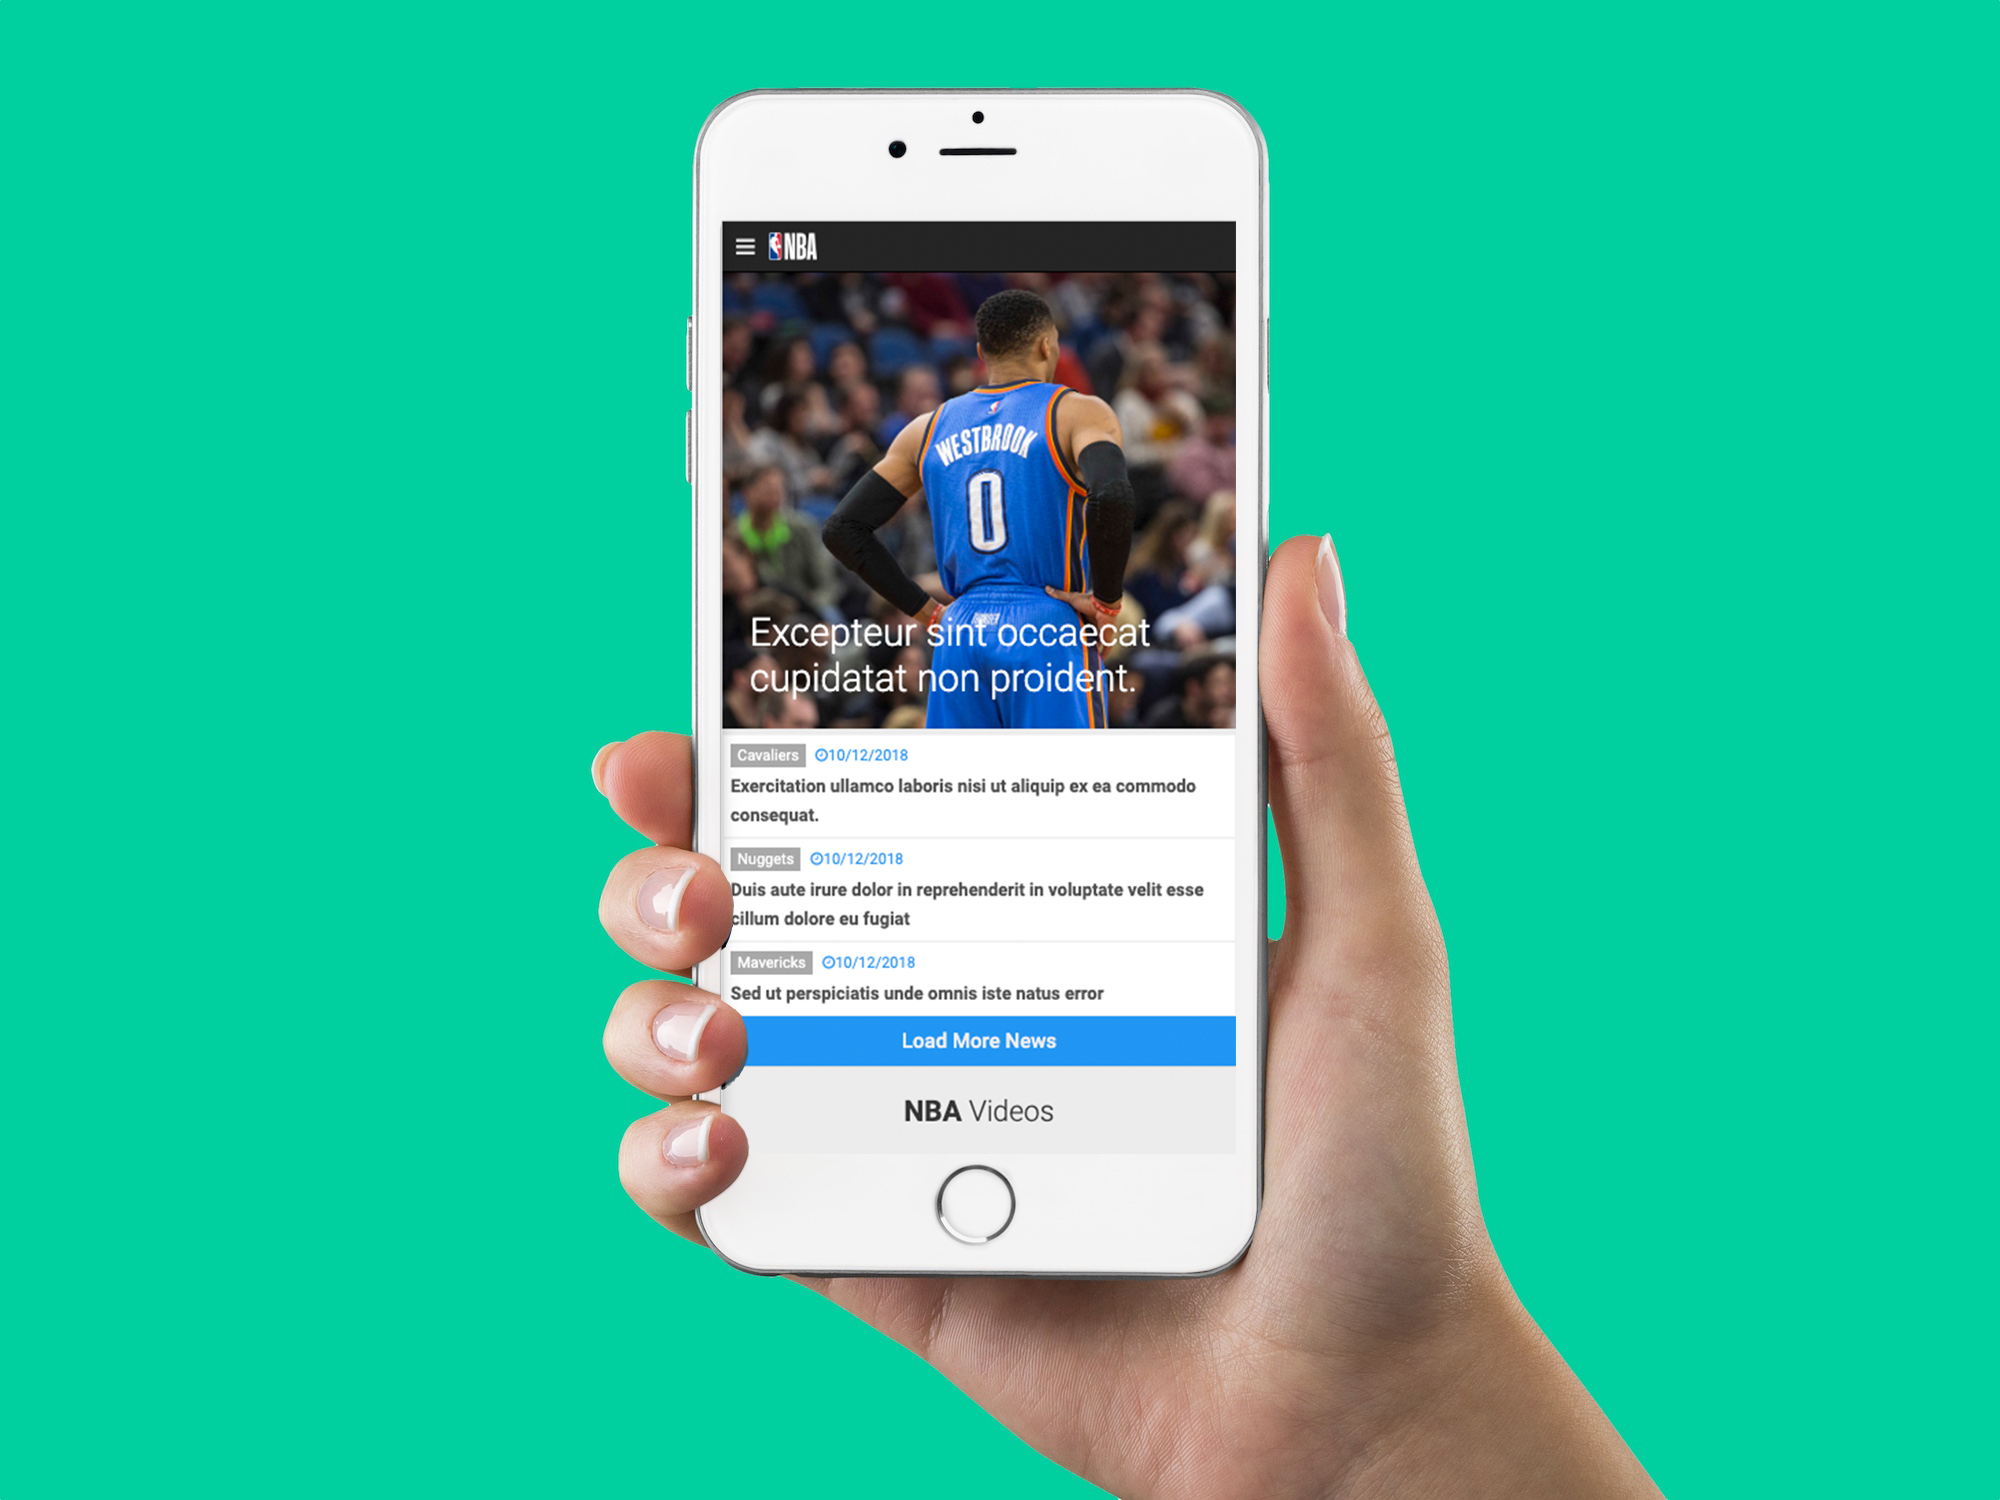 NBA
WESTBROOK
0
Excepteur sint occaecat
cupidatat non proident.
Cavaliers 10/12/2018
Exercitation ullamco laboris nisi ut aliquip ex ea commodo
consequat.
Nuggets 10/12/2018
Duis aute irure dolor in reprehenderit in voluptate velit esse
cillum dolore eu fugiat
Mavericks 10/12/2018
Sed ut perspiciatis unde omnis iste natus error
Load More News
NBA Videos